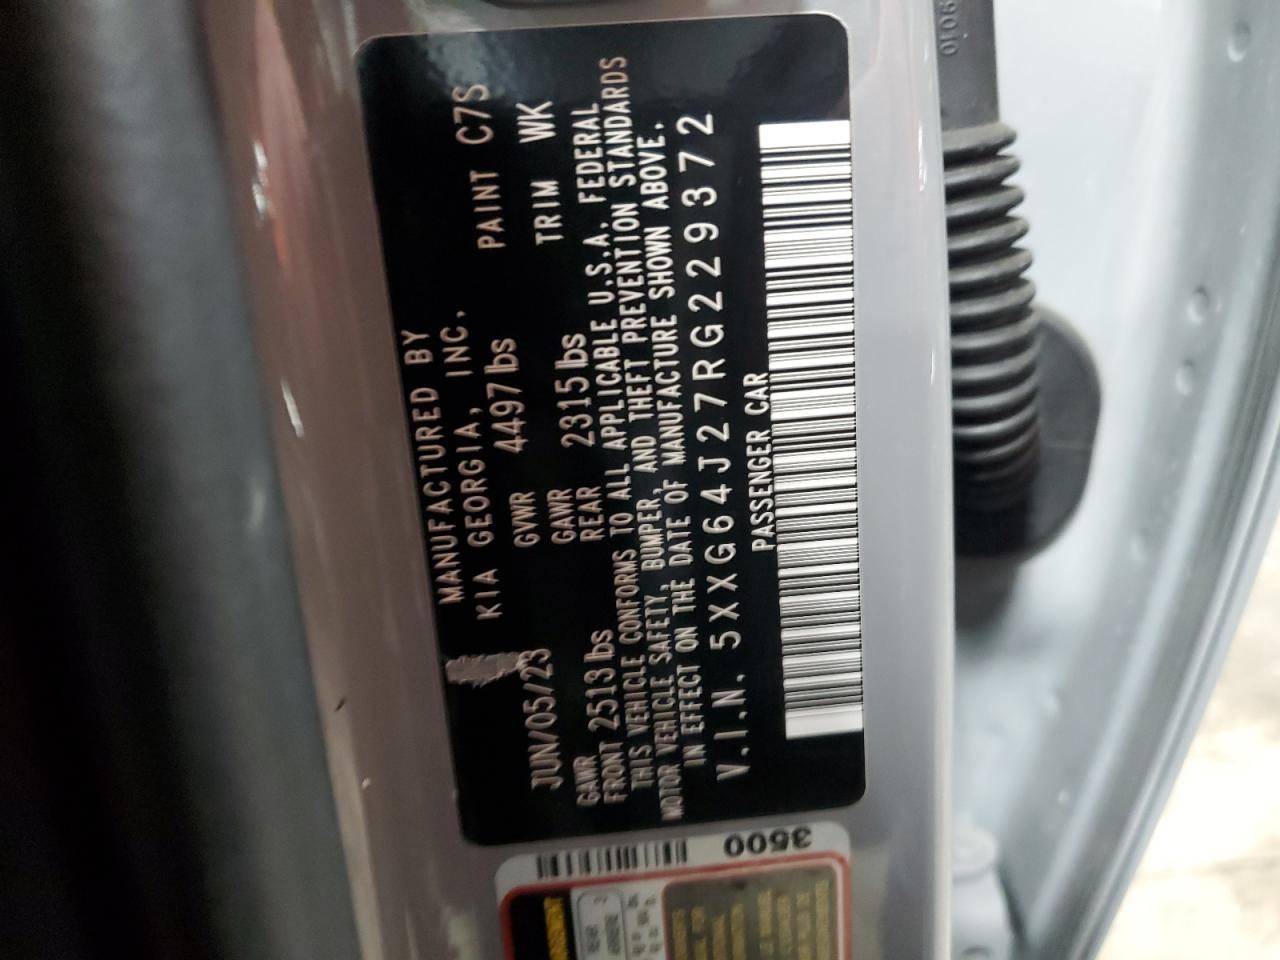 MANUFACTURED BY
KIA GEORGIA, INC.
JUN/05/23 GVWR 4497 lbs PAINT C7S
GAWR FRONT 2513 lbs GAWR REAR 2315 lbs TRIM WK
THIS VEHICLE CONFORMS TO ALL APPLICABLE U.S.A. FEDERAL
MOTOR VEHICLE SAFETY, BUMPER, AND THEFT PREVENTION STANDARDS
IN EFFECT ON THE DATE OF MANUFACTURE SHOWN ABOVE.
V.I.N. 5XXG64J27RG229372
PASSENGER CAR
3500